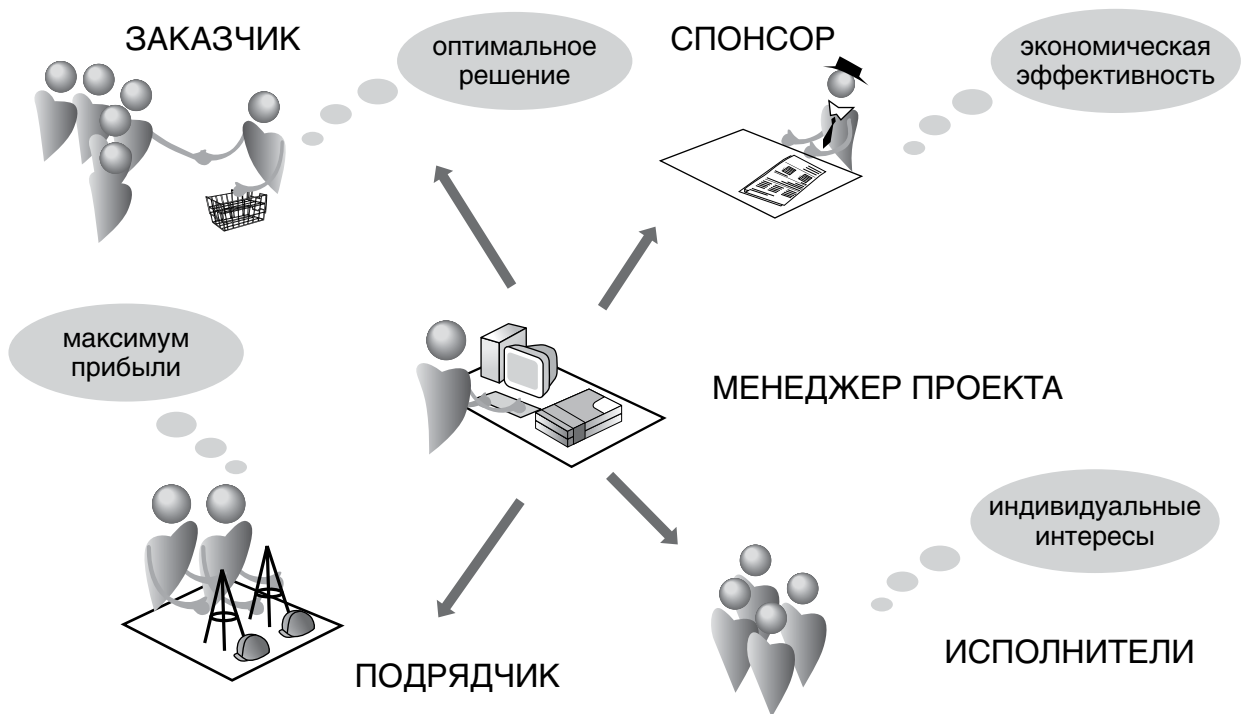 ЗАКАЗЧИК
оптимальное
решение
СПОНСОР
экономическая
эффективность
максимум
прибыли
МЕНЕДЖЕР ПРОЕКТА
индивидуальные
интересы
ПОДРЯДЧИК
ИСПОЛНИТЕЛИ